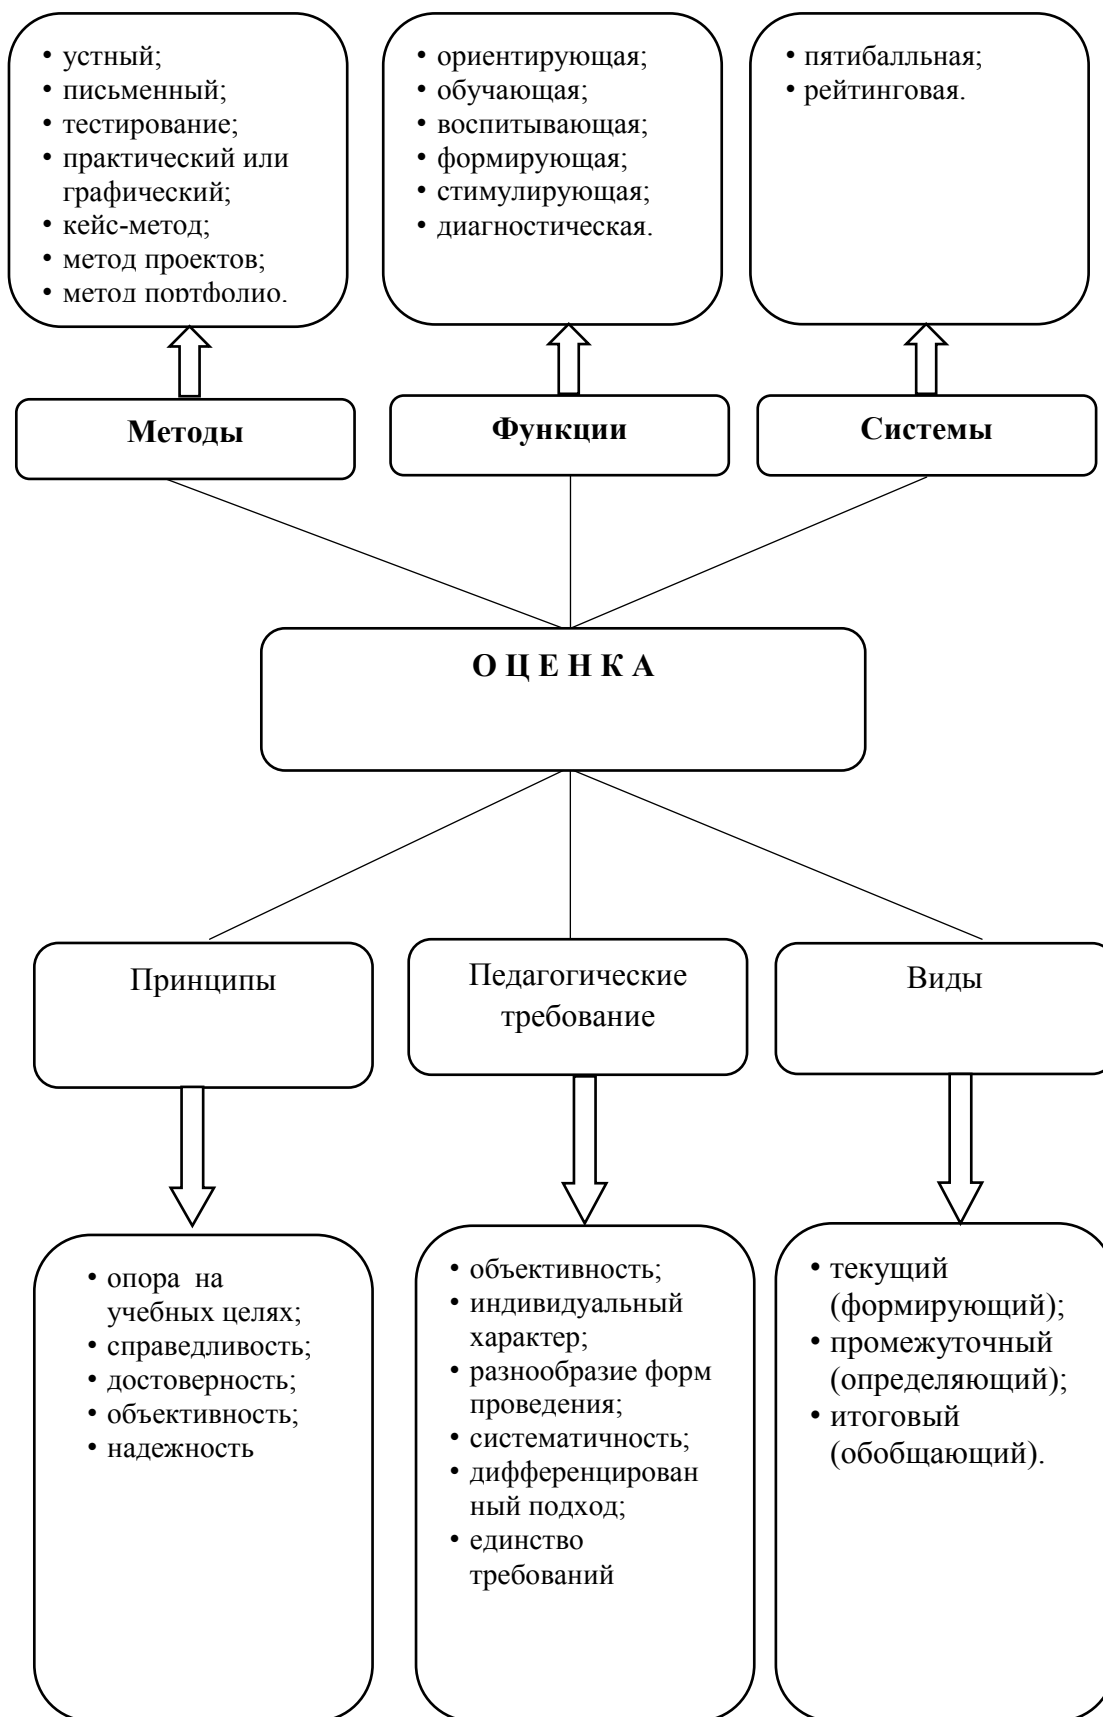 • устный;
• письменный;
• тестирование;
• практический или
графический;
• кейс-метод;
• метод проектов;
• метод портфолио.
• ориентирующая;
• обучающая;
• воспитывающая;
• формирующая;
• стимулирующая;
• диагностическая.
• пятибалльная;
• рейтинговая.
Методы
Функции
Системы
О Ц Е Н К А
Принципы
Педагогические
требование
Виды
• опора на
учебных целях;
• справедливость;
• достоверность;
• объективность;
• надежность
• объективность;
• индивидуальный
характер;
• разнообразие форм
проведения;
• систематичность;
• дифференцирован
ный подход;
• единство
требований
• текущий
(формирующий);
• промежуточный
(определяющий);
• итоговый
(обобщающий).